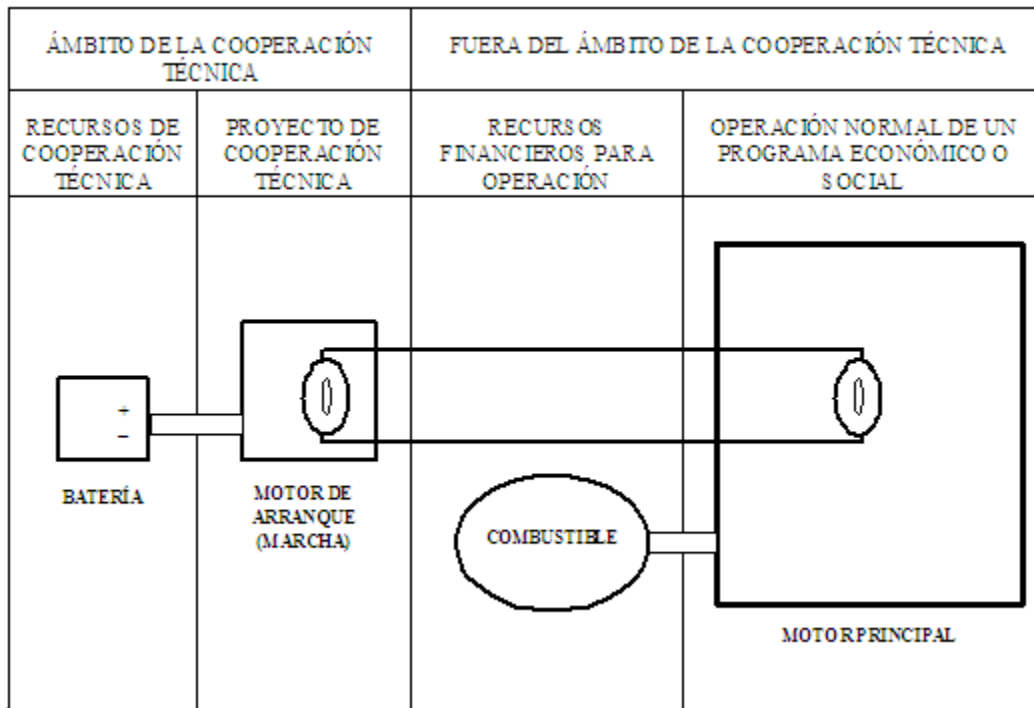 ÁMBITO DE LA COOPERACIÓN
TÉCNICA
FUERA DEL ÁMBITO DE LA COOPERACIÓN TÉCNICA
RECURSOS DE
COOPERACIÓN
TÉCNICA
PROYECTO DE
COOPERACIÓN
TÉCNICA
RECURSOS
FINANCIEROS PARA
OPERACIÓN
OPERACIÓN NORMAL DE UN
PROGRAMA ECONÓMICO O
SOCIAL
+
–
BATERÍA
MOTOR DE
ARRANQUE
(MARCHA)
COMBUSTIBLE
MOTOR PRINCIPAL